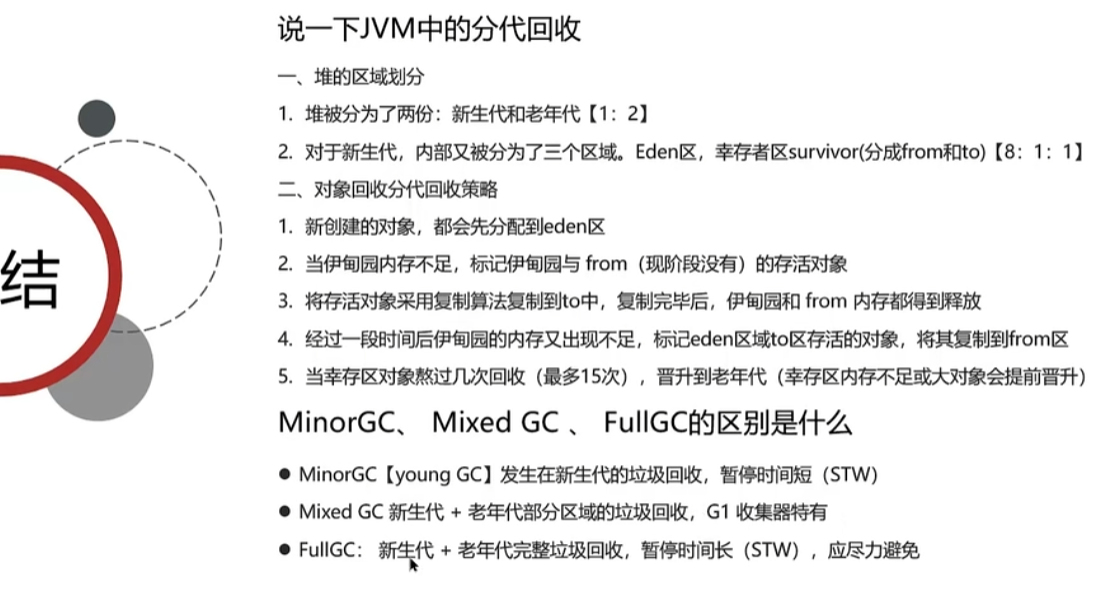 说一下JVM中的分代回收
一、堆的区域划分
1. 堆被分为了两份：新生代和老年代【1：2】
2. 对于新生代，内部又被分为了三个区域。Eden区，幸存者区survivor(分成from和to)【8：1：1】
二、对象回收分代回收策略
1. 新创建的对象，都会先分配到eden区
2. 当伊甸园内存不足，标记伊甸园与 from（现阶段没有）的存活对象
3. 将存活对象采用复制算法复制到to中，复制完毕后，伊甸园和 from 内存都得到释放
4. 经过一段时间后伊甸园的内存又出现不足，标记eden区域to区存活的对象，将其复制到from区
5. 当幸存区对象熬过几次回收（最多15次），晋升到老年代（幸存区内存不足或大对象会提前晋升）
结
MinorGC、 Mixed GC 、 FullGC的区别是什么
● MinorGC【young GC】发生在新生代的垃圾回收，暂停时间短（STW）
● Mixed GC 新生代 + 老年代部分区域的垃圾回收，G1 收集器特有
● FullGC： 新生代 + 老年代完整垃圾回收，暂停时间长（STW），应尽力避免